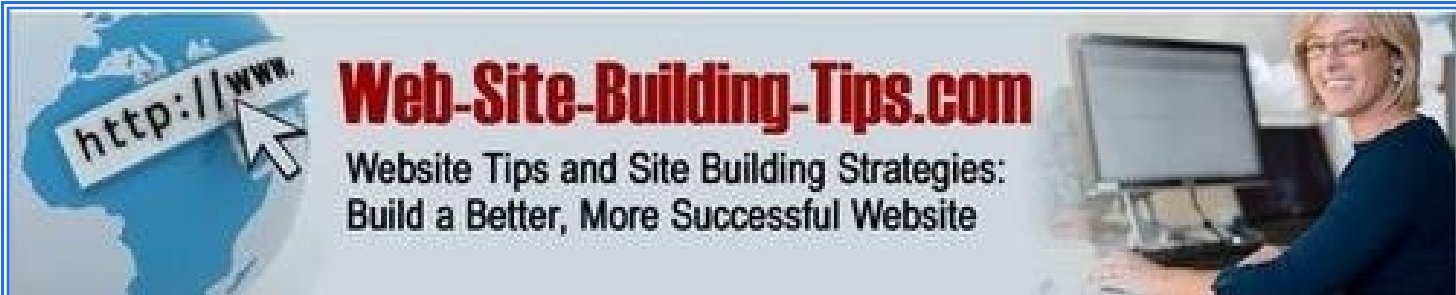 http://www.
Web-Site-Building-Tips.com
Website Tips and Site Building Strategies:
Build a Better, More Successful Website